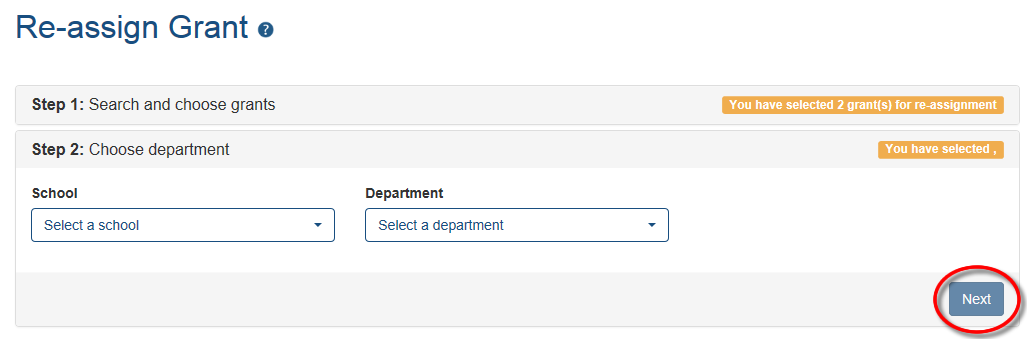 Re-assign Grant ?
Step 1: Search and choose grants You have selected 2 grant(s) for re-assignment
Step 2: Choose department You have selected ,
School Department
Select a school Select a department
Next